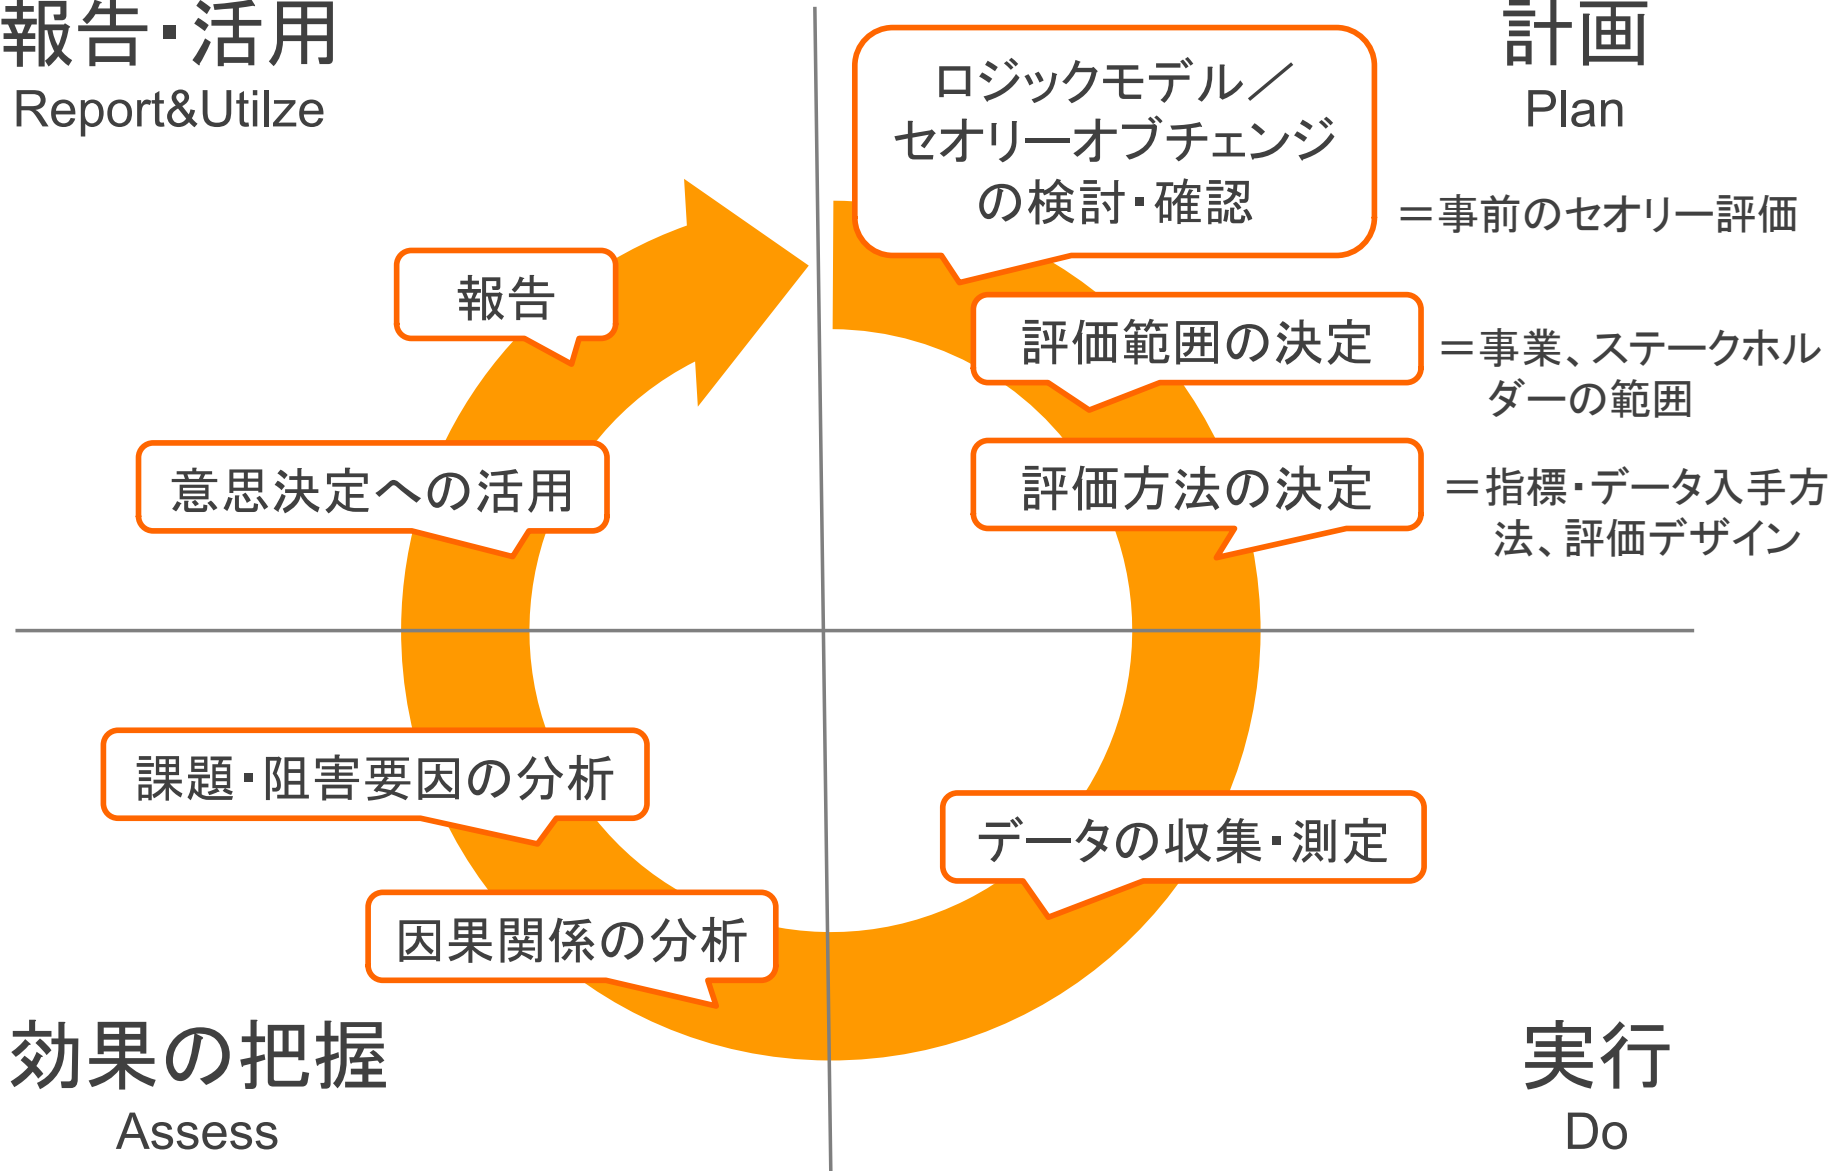 報告・活用
Report&Utilze
計画
Plan
ロジックモデル／
セオリーオブチェンジ
の検討・確認
＝事前のセオリー評価
評価範囲の決定
＝事業、ステークホル
ダーの範囲
評価方法の決定
＝指標・データ入手方
法、評価デザイン
データの収集・測定
実行
Do
因果関係の分析
課題・阻害要因の分析
効果の把握
Assess
意思決定への活用
報告